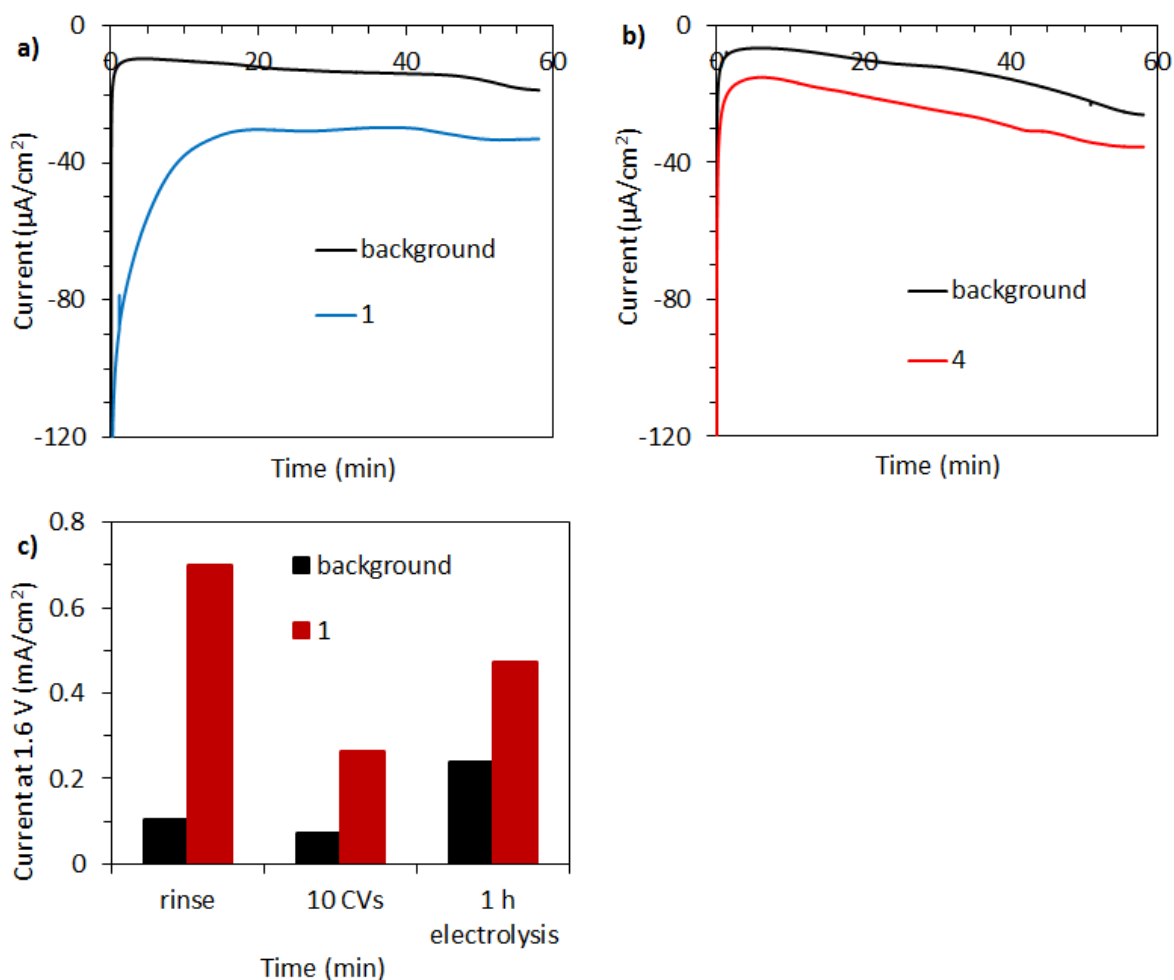 a)
0
0 20 40 60
-40
-80
-120
Current (µA/cm²)
background
1
Time (min)
b)
0
0 20 40 60
-40
-80
-120
Current (µA/cm²)
background
4
Time (min)
c)
0.8
0.6
0.4
0.2
0
Current at 1.6 V (mA/cm²)
background
1
rinse 10 CVs 1 h
electrolysis
Time (min)